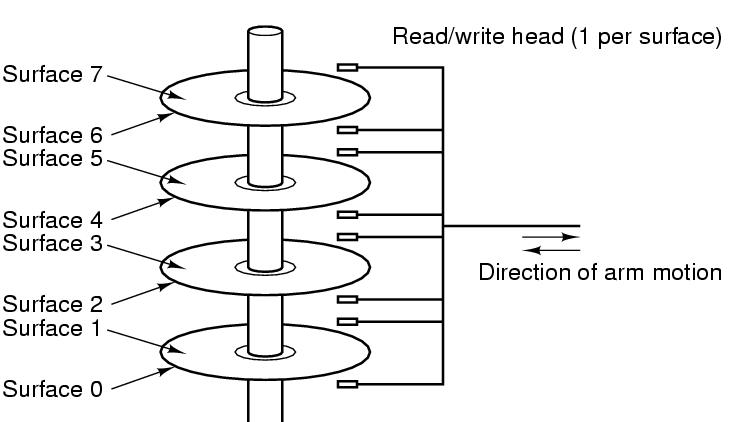 Read/write head (1 per surface)
Surface 7
Surface 6
Surface 5
Surface 4
Surface 3
Direction of arm motion
Surface 2
Surface 1
Surface 0